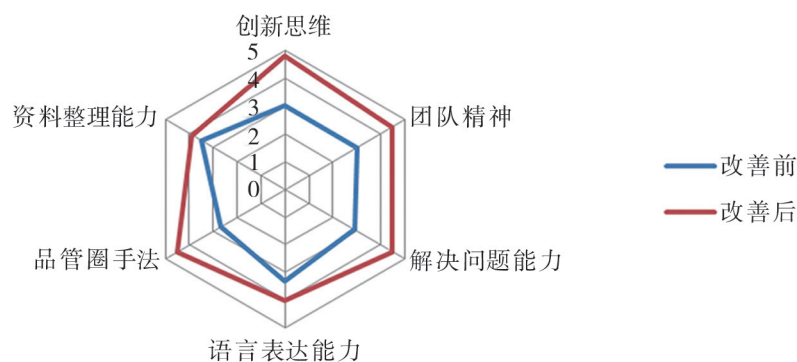 创新思维
5
4
3
2
1
0
资料整理能力
团队精神
改善前
改善后
品管圈手法
解决问题能力
语言表达能力